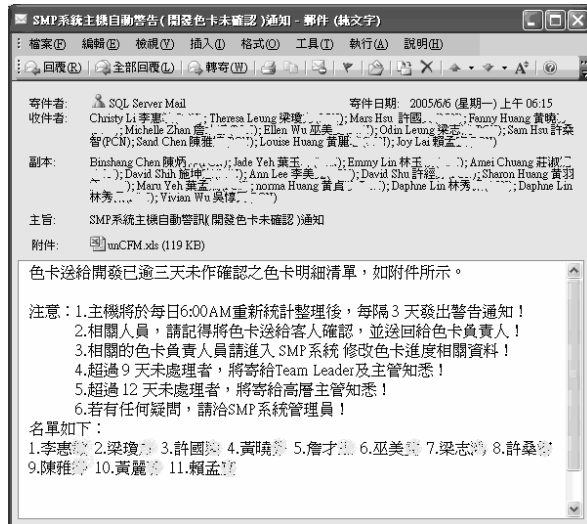 SMP系統主機自動警告(開發色卡未確認)通知 - 郵件 (純文字)
檔案(F) 編輯(E) 檢視(V) 插入(I) 格式(O) 工具(T) 執行(A) 說明(H)
回覆(R) 全部回覆(L) 轉寄(W)
寄件者: SQL Server Mail 寄件日期: 2005/6/6 (星期一) 上午 06:15
收件者: Christy Li 李惠 ; Theresa Leung 梁瓊 ; Mars Hsu 許國 ; Fanny Huang 黃曉
; Michelle Zhan 詹 ; Ellen Wu 巫美 ; Odin Leung 梁志 ; Sam Hsu 許桑
智(PCN); Sand Chen 陳雅 ; Louise Huang 黃麗 ; Joy Lai 賴孟
副本: Binshang Chen 陳炳 ; Jade Yeh 葉玉 ; Emmy Lin 林玉 ; Amei Chuang 莊淑
; David Shih 施坤 ; Ann Lee 李美 ; David Shu 許經 ; Sharon Huang 黃羽
; Maru Yeh 葉孟 ; norma Huang 黃貞 ; Daphne Lin 林秀 ; Daphne Lin
林秀 ; Vivian Wu 吳惇
主旨: SMP系統主機自動警訊(開發色卡未確認)通知
附件: unCFM.xls (119 KB)
色卡送給開發已逾三天未作確認之色卡明細清單，如附件所示。
注意：1.主機將於每日6:00AM重新統計整理後，每隔 3 天發出警告通知！
2.相關人員，請記得將色卡送給客人確認，並送回給色卡負責人！
3.相關的色卡負責人員請進入 SMP系統 修改色卡進度相關資料！
4.超過 9 天未處理者，將寄給Team Leader及主管知悉！
5.超過 12 天未處理者，將寄給高層主管知悉！
6.若有任何疑問，請洽SMP系統管理員！
名單如下：
1.李惠 2.梁瓊 3.許國 4.黃曉 5.詹才 6.巫美 7.梁志 8.許桑
9.陳雅 10.黃麗 11.賴孟